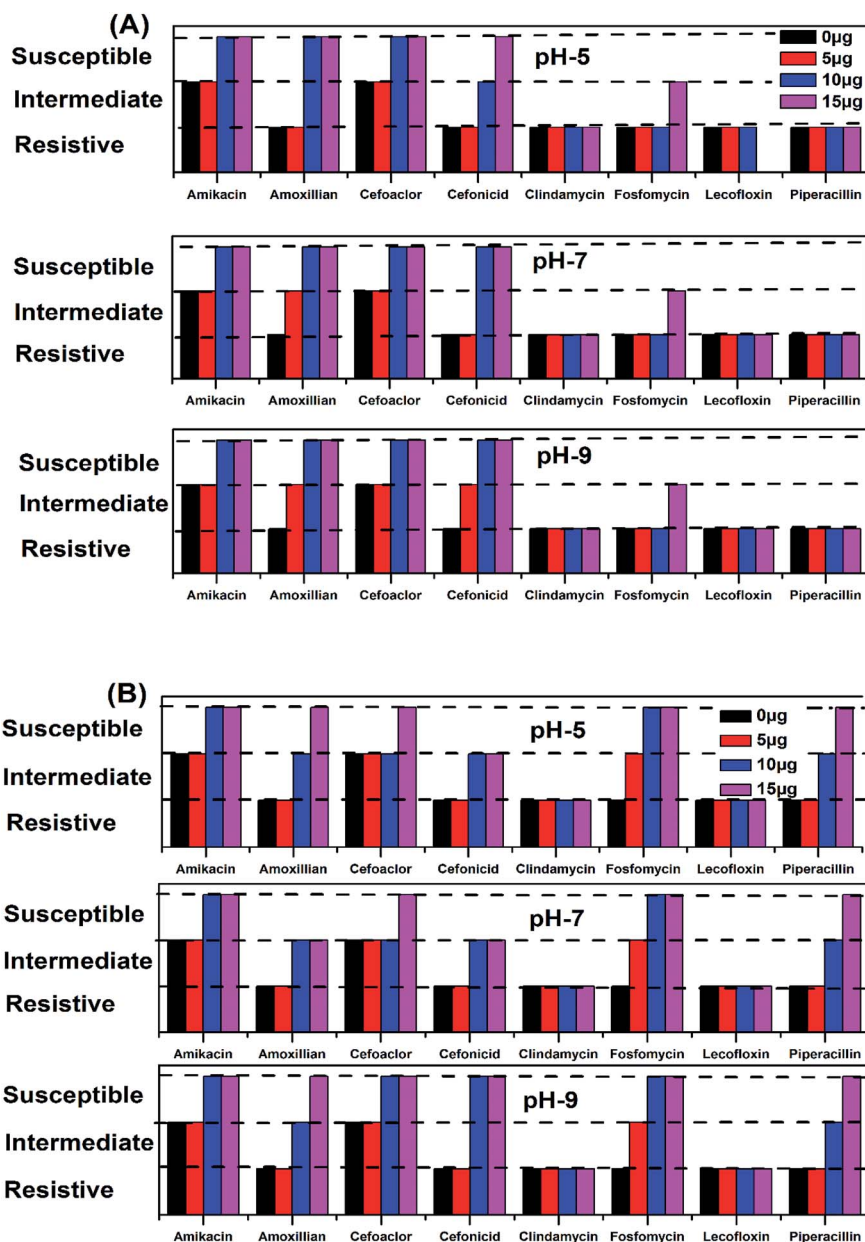 (A)
pH-5
0µg
5µg
10µg
15µg
Susceptible
Intermediate
Resistive
Amikacin Amoxillian Cefoaclor Cefonicid Clindamycin Fosfomycin Lecofloxin Piperacillin
pH-7
Susceptible
Intermediate
Resistive
Amikacin Amoxillian Cefoaclor Cefonicid Clindamycin Fosfomycin Lecofloxin Piperacillin
pH-9
Susceptible
Intermediate
Resistive
Amikacin Amoxillian Cefoaclor Cefonicid Clindamycin Fosfomycin Lecofloxin Piperacillin
(B)
pH-5
0µg
5µg
10µg
15µg
Susceptible
Intermediate
Resistive
Amikacin Amoxillian Cefoaclor Cefonicid Clindamycin Fosfomycin Lecofloxin Piperacillin
pH-7
Susceptible
Intermediate
Resistive
Amikacin Amoxillian Cefoaclor Cefonicid Clindamycin Fosfomycin Lecofloxin Piperacillin
pH-9
Susceptible
Intermediate
Resistive
Amikacin Amoxillian Cefoaclor Cefonicid Clindamycin Fosfomycin Lecofloxin Piperacillin